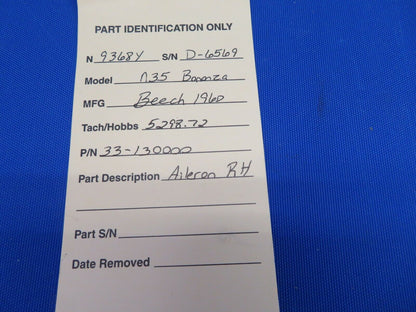 PART IDENTIFICATION ONLY
N 9368Y S/N D-6569
Model N35 Bonanza
MFG Beech 1960
Tach/Hobbs 5298.72
P/N 33-130000
Part Description Aileron RH
Part S/N
Date Removed